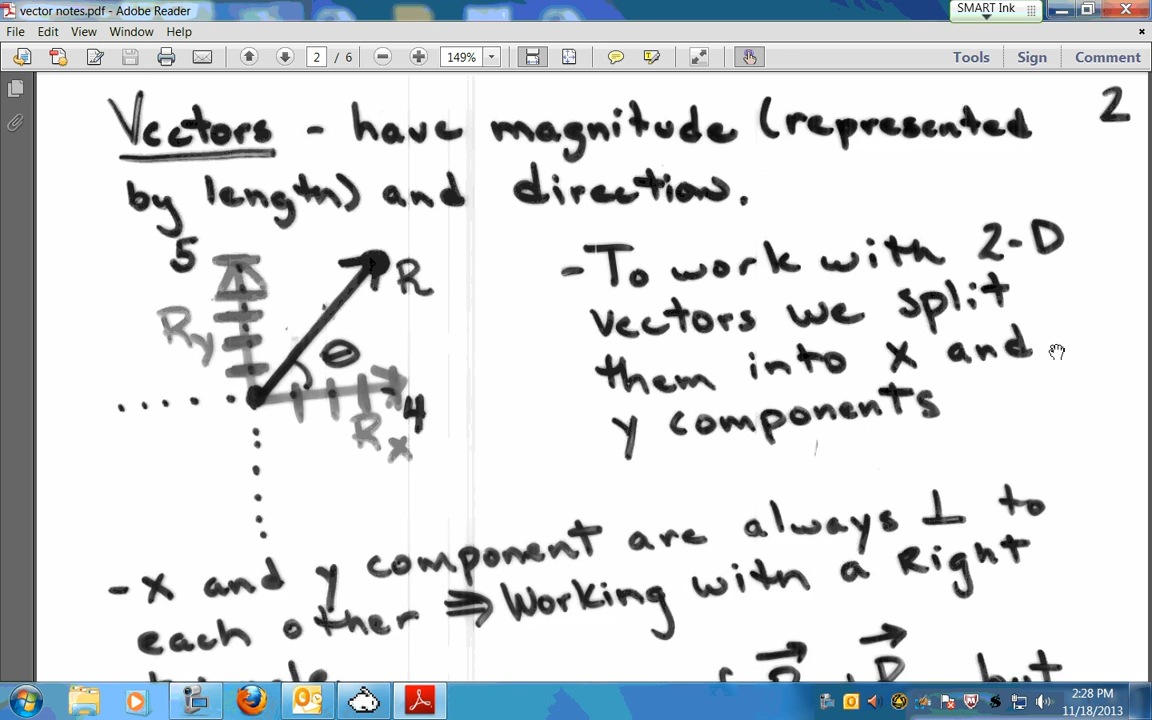 vector notes.pdf - Adobe Reader
SMART Ink
File Edit View Window Help
2 / 6 149% Tools Sign Comment
Vectors - have magnitude (represented 2
by length) and direction.
5
R
Ry
θ
4
Rx
- To work with 2-D
vectors we split
them into x and
y components
- x and y component are always ⊥ to
each other ⇒ Working with a Right
but
2:28 PM
11/18/2013